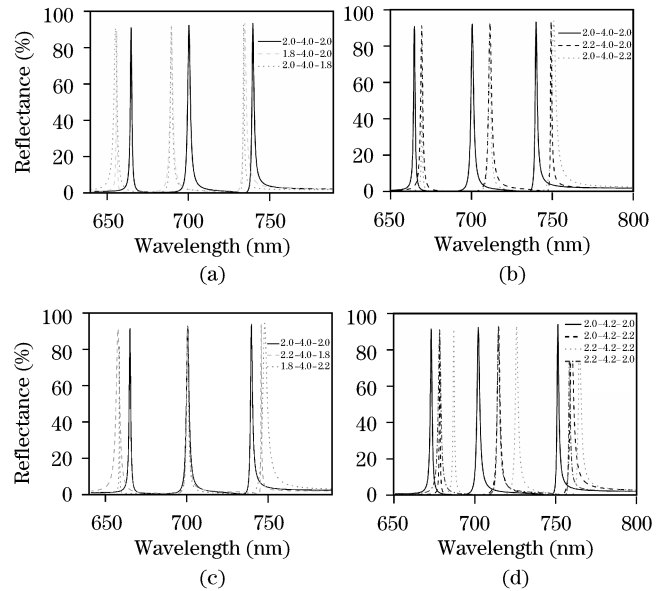 100
80
60
40
20
0
Reflectance (%)
2.0–4.0–2.0
1.8–4.0–2.0
2.0–4.0–1.8
650 700 750
Wavelength (nm)
(a)
100
80
60
40
20
0
2.0–4.0–2.0
2.2–4.0–2.0
2.0–4.0–2.2
650 700 750 800
Wavelength (nm)
(b)
100
80
60
40
20
0
Reflectance (%)
2.0–4.0–2.0
2.2–4.0–1.8
1.8–4.0–2.2
650 700 750
Wavelength (nm)
(c)
100
80
60
40
20
0
2.0–4.2–2.0
2.0–4.2–2.2
2.2–4.2–2.2
2.2–4.2–2.0
650 700 750 800
Wavelength (nm)
(d)